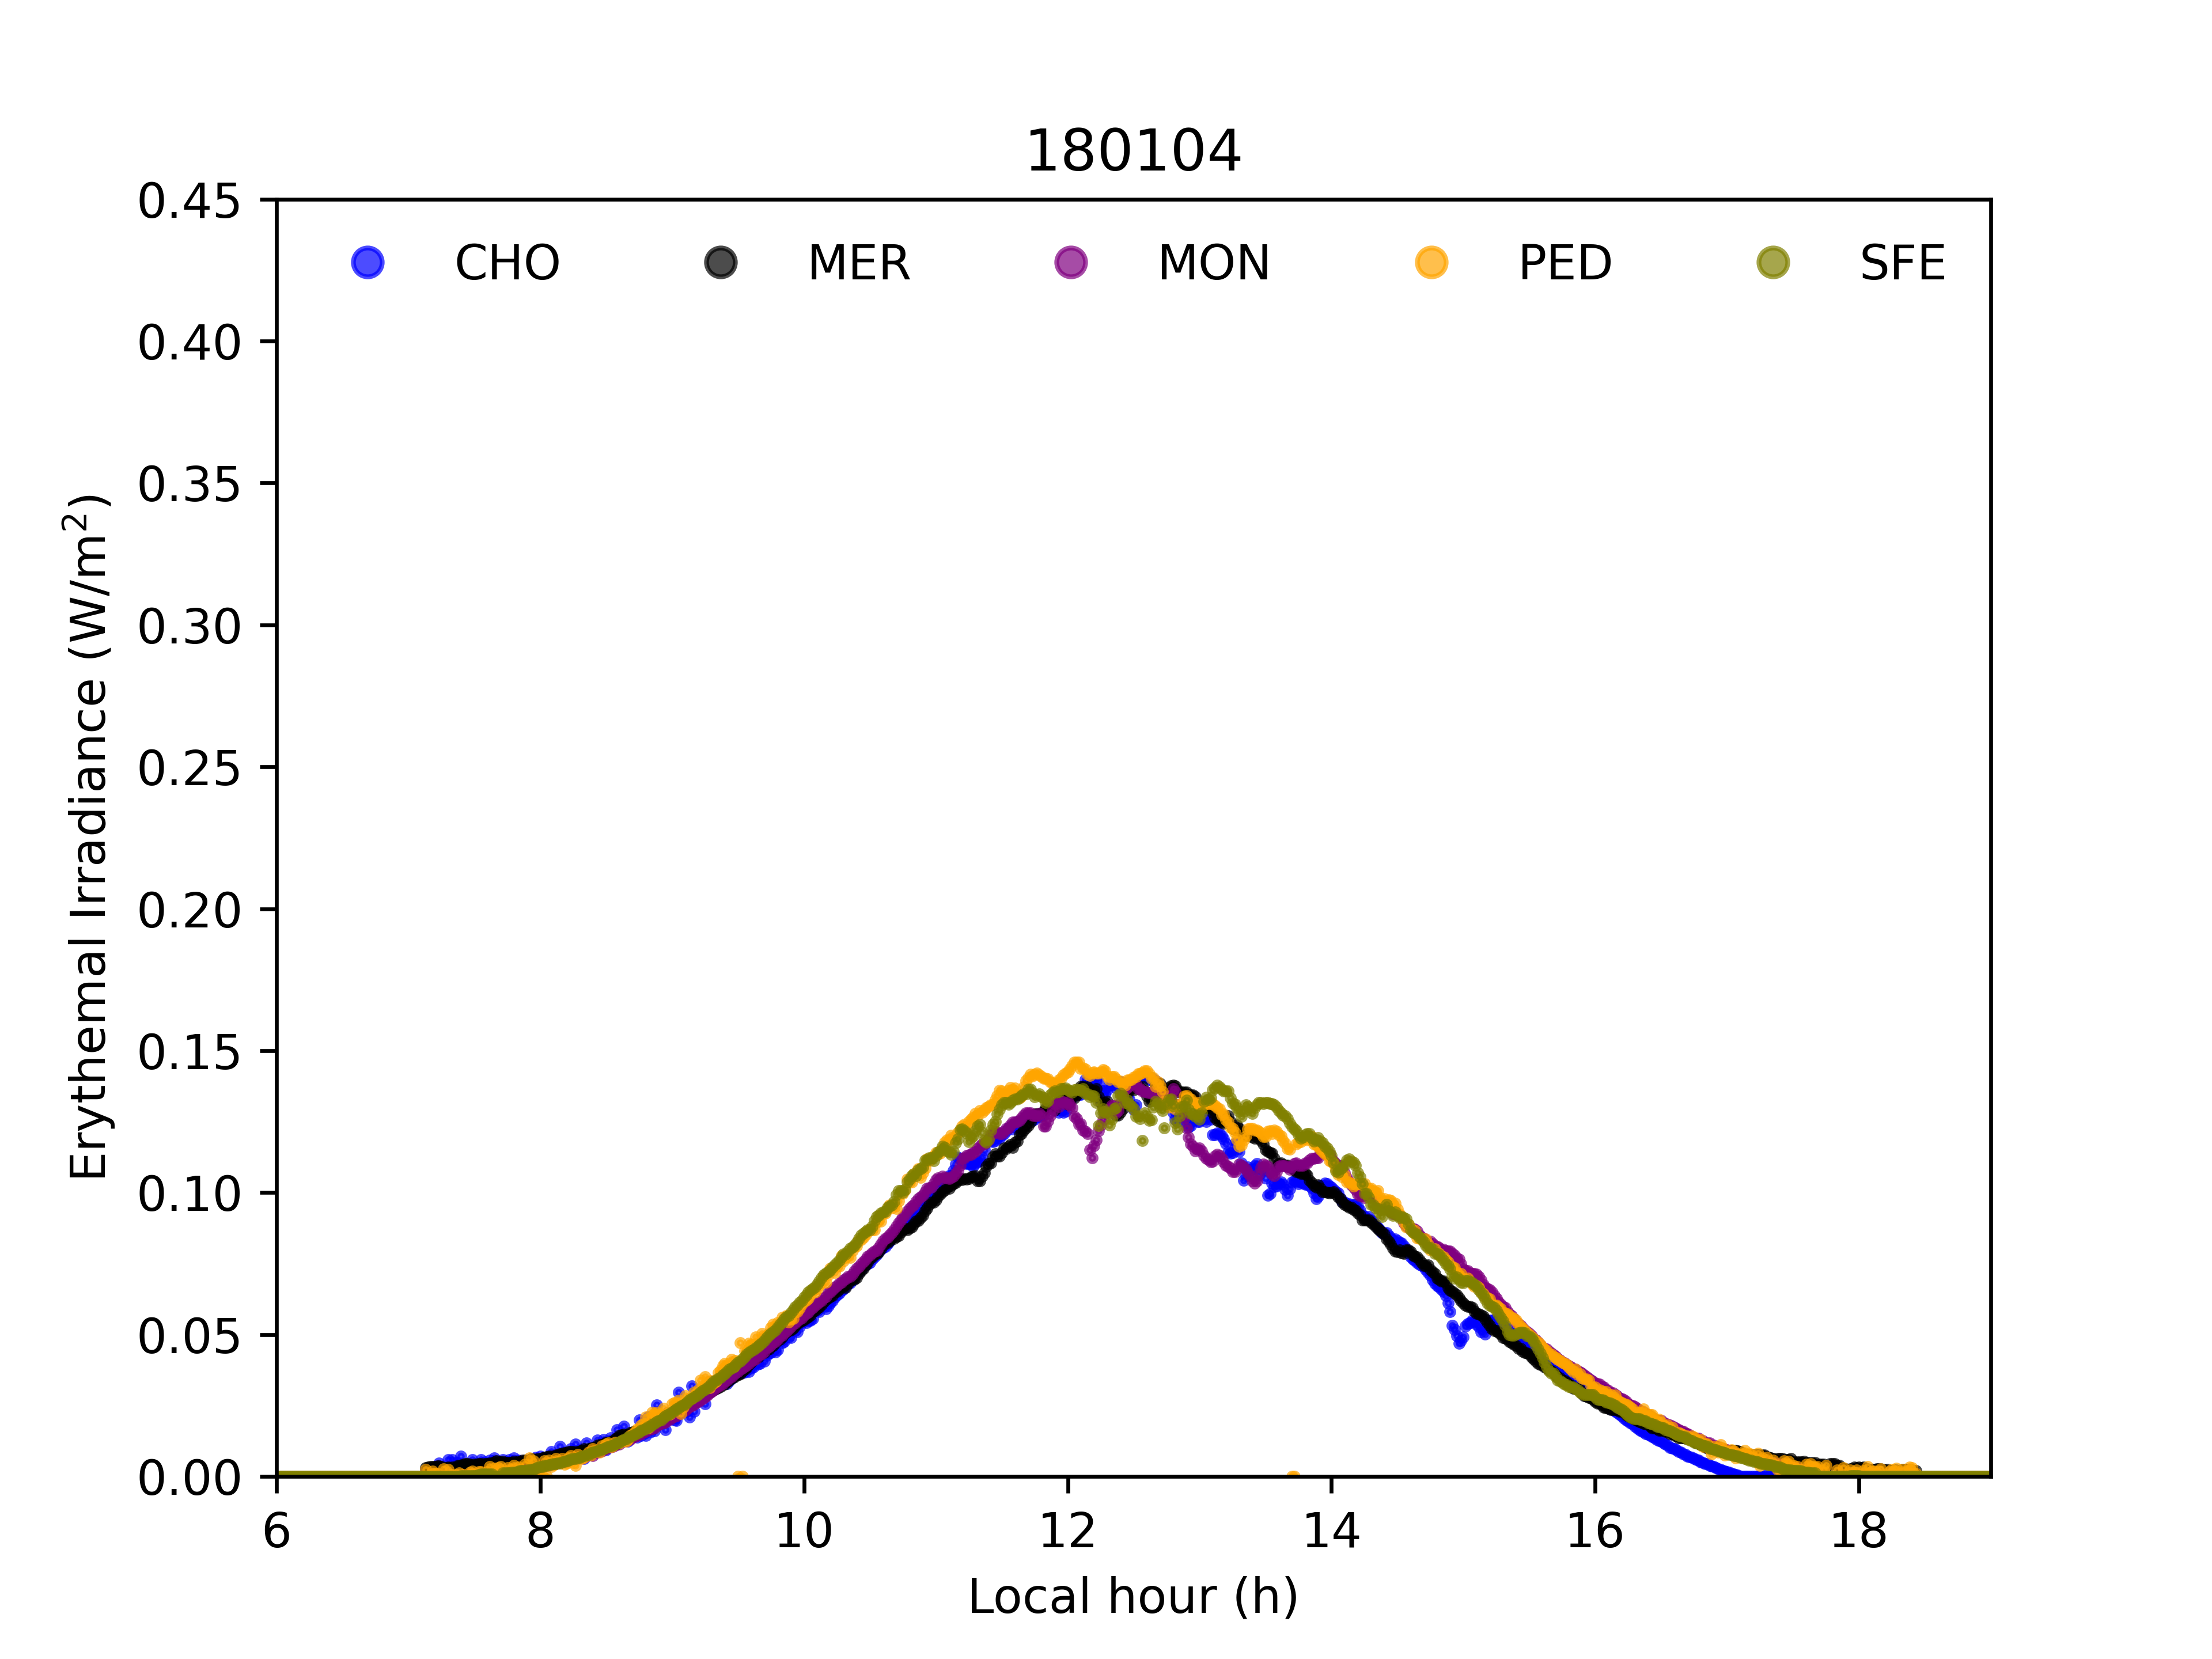 180104
CHO MER MON PED SFE
0.45
0.40
0.35
0.30
0.25
0.20
0.15
0.10
0.05
0.00
Erythemal Irradiance (W/m²)
6 8 10 12 14 16 18
Local hour (h)